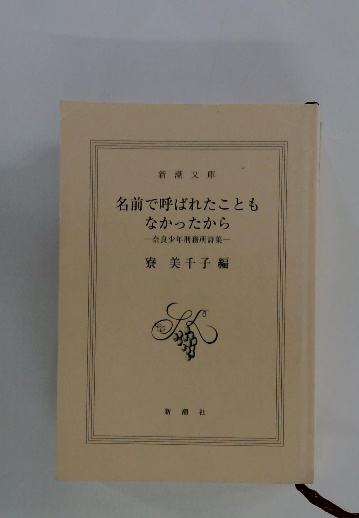 新潮文庫
名前で呼ばれたことも
なかったから
―奈良少年刑務所詩集―
寮 美千子編
新潮社